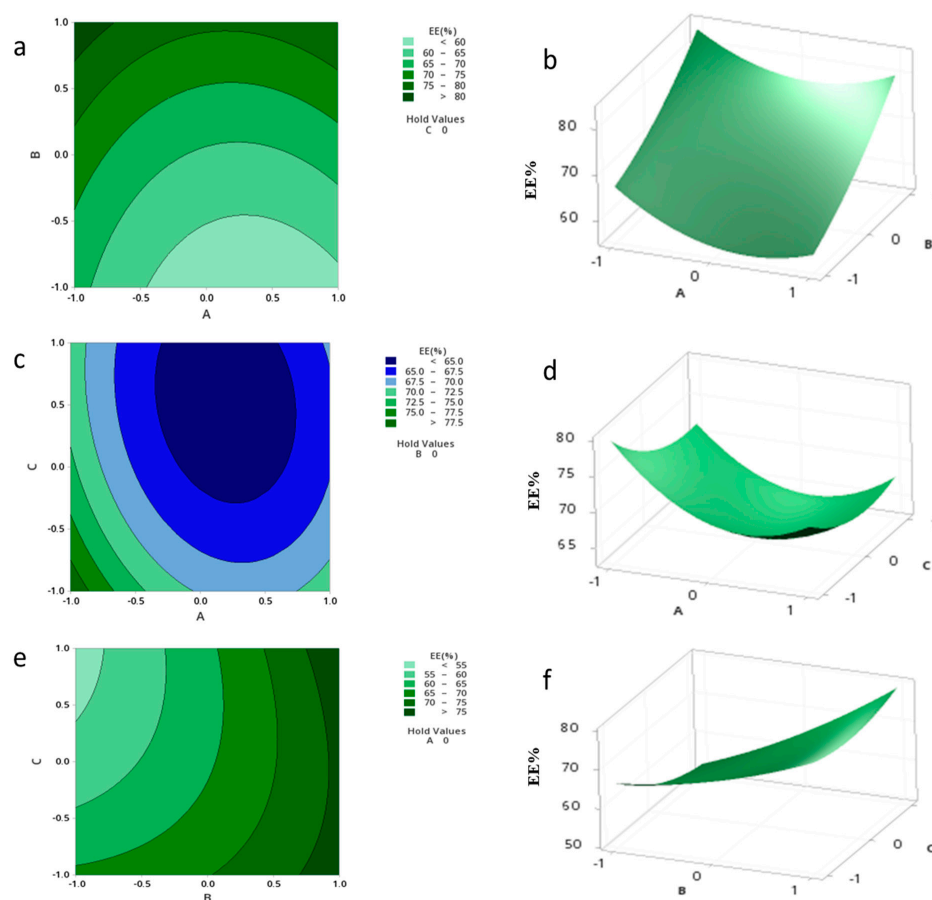 a
1.0
0.5
0.0
-0.5
-1.0
B
-1.0 -0.5 0.0 0.5 1.0
A
EE(%)
< 60
60 – 65
65 – 70
70 – 75
75 – 80
> 80
Hold Values
C 0
b
EE%
80
70
60
-1 0 1
A
-1 0 1
B
c
1.0
0.5
0.0
-0.5
-1.0
C
-1.0 -0.5 0.0 0.5 1.0
A
EE(%)
< 65.0
65.0 – 67.5
67.5 – 70.0
70.0 – 72.5
72.5 – 75.0
75.0 – 77.5
> 77.5
Hold Values
B 0
d
EE%
80
75
70
65
-1 0 1
A
-1 0
C
e
1.0
0.5
0.0
-0.5
-1.0
C
-1.0 -0.5 0.0 0.5 1.0
B
EE(%)
< 55
55 – 60
60 – 65
65 – 70
70 – 75
> 75
Hold Values
A 0
f
EE%
80
70
60
50
-1 0 1
B
-1 0
C